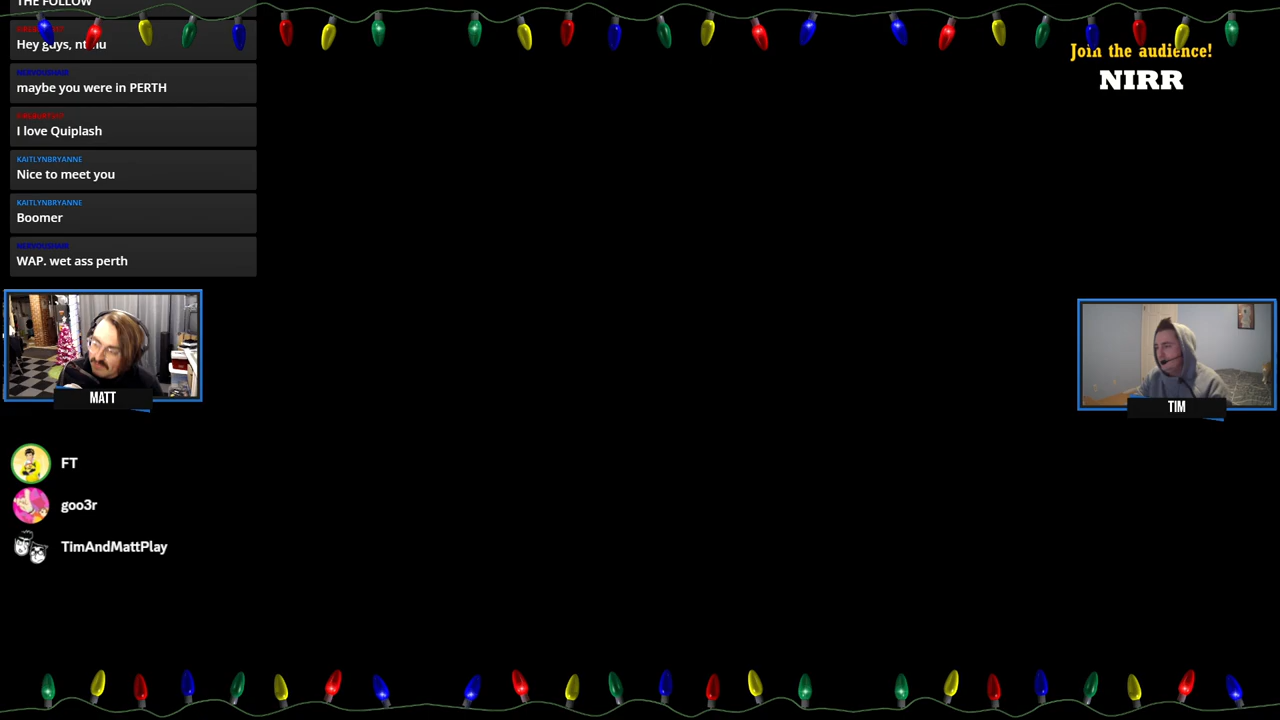 THE FOLLOW
Hey guys, nt hu
maybe you were in PERTH
I love Quiplash
KAITLYNBRYANNE
Nice to meet you
KAITLYNBRYANNE
Boomer
WAP. wet ass perth
MATT
FT
goo3r
TimAndMattPlay
Join the audience!
NIRR
TIM